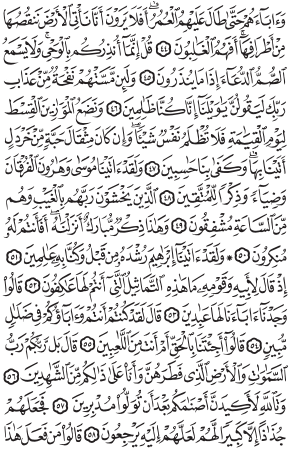 وَءَابَآءَهُمْ حَتَّىٰ طَالَ عَلَيْهِمُ ٱلْعُمُرُۗ أَفَلَا يَرَوْنَ أَنَّا نَأْتِى ٱلْأَرْضَ نَنقُصُهَا
مِنْ أَطْرَافِهَآۚ أَفَهُمُ ٱلْغَٰلِبُونَ ٤٤ قُلْ إِنَّمَآ أُنذِرُكُم بِٱلْوَحْىِۚ وَلَا يَسْمَعُ
ٱلصُّمُّ ٱلدُّعَآءَ إِذَا مَا يُنذَرُونَ ٤٥ وَلَئِن مَّسَّتْهُمْ نَفْحَةٌ مِّنْ عَذَابِ
رَبِّكَ لَيَقُولُنَّ يَٰوَيْلَنَآ إِنَّا كُنَّا ظَٰلِمِينَ ٤٦ وَنَضَعُ ٱلْمَوَٰزِينَ ٱلْقِسْطَ
لِيَوْمِ ٱلْقِيَٰمَةِ فَلَا تُظْلَمُ نَفْسٌ شَيْـًٔاۖ وَإِن كَانَ مِثْقَالَ حَبَّةٍ مِّنْ خَرْدَلٍ
أَتَيْنَا بِهَاۗ وَكَفَىٰ بِنَا حَٰسِبِينَ ٤٧ وَلَقَدْ ءَاتَيْنَا مُوسَىٰ وَهَٰرُونَ ٱلْفُرْقَانَ
وَضِيَآءً وَذِكْرًا لِّلْمُتَّقِينَ ٤٨ ٱلَّذِينَ يَخْشَوْنَ رَبَّهُم بِٱلْغَيْبِ وَهُم
مِّنَ ٱلسَّاعَةِ مُشْفِقُونَ ٤٩ وَهَٰذَا ذِكْرٌ مُّبَارَكٌ أَنزَلْنَٰهُۚ أَفَأَنتُمْ لَهُۥ
مُنكِرُونَ ٥٠ ۞ وَلَقَدْ ءَاتَيْنَآ إِبْرَٰهِيمَ رُشْدَهُۥ مِن قَبْلُ وَكُنَّا بِهِۦ عَٰلِمِينَ ٥١
إِذْ قَالَ لِأَبِيهِ وَقَوْمِهِۦ مَا هَٰذِهِ ٱلتَّمَاثِيلُ ٱلَّتِىٓ أَنتُمْ لَهَا عَٰكِفُونَ ٥٢ قَالُوا۟
وَجَدْنَآ ءَابَآءَنَا لَهَا عَٰبِدِينَ ٥٣ قَالَ لَقَدْ كُنتُمْ أَنتُمْ وَءَابَآؤُكُمْ فِى ضَلَٰلٍ
مُّبِينٍ ٥٤ قَالُوٓا۟ أَجِئْتَنَا بِٱلْحَقِّ أَمْ أَنتَ مِنَ ٱللَّٰعِبِينَ ٥٥ قَالَ بَل رَّبُّكُمْ رَبُّ
ٱلسَّمَٰوَٰتِ وَٱلْأَرْضِ ٱلَّذِى فَطَرَهُنَّ وَأَنَا۠ عَلَىٰ ذَٰلِكُم مِّنَ ٱلشَّٰهِدِينَ
٥٦ وَتَٱللَّهِ لَأَكِيدَنَّ أَصْنَٰمَكُم بَعْدَ أَن تُوَلُّوا۟ مُدْبِرِينَ ٥٧ فَجَعَلَهُمْ
جُذَٰذًا إِلَّا كَبِيرًا لَّهُمْ لَعَلَّهُمْ إِلَيْهِ يَرْجِعُونَ ٥٨ قَالُوا۟ مَن فَعَلَ هَٰذَا